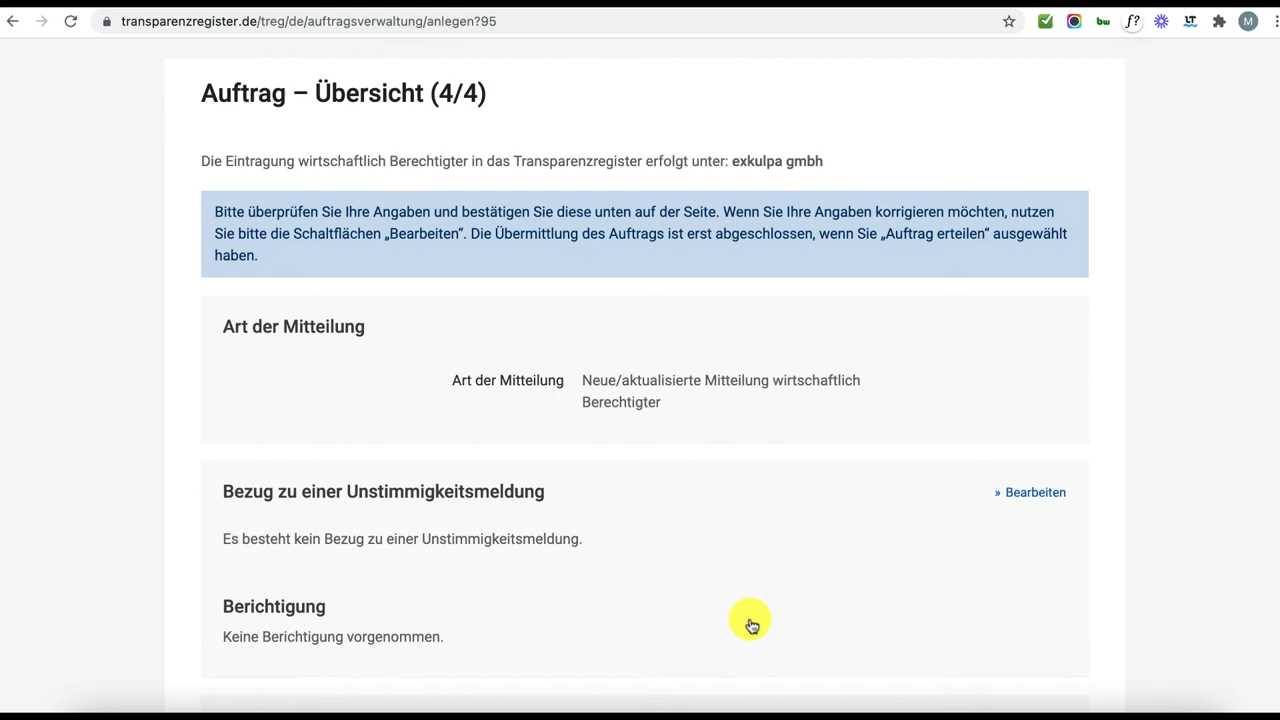 transparenzregister.de/treg/de/auftragsverwaltung/anlegen?95
bw
f?
LT
M
Auftrag – Übersicht (4/4)
Die Eintragung wirtschaftlich Berechtigter in das Transparenzregister erfolgt unter: exkulpa gmbh
Bitte überprüfen Sie Ihre Angaben und bestätigen Sie diese unten auf der Seite. Wenn Sie Ihre Angaben korrigieren möchten, nutzen
Sie bitte die Schaltflächen „Bearbeiten“. Die Übermittlung des Auftrags ist erst abgeschlossen, wenn Sie „Auftrag erteilen“ ausgewählt
haben.
Art der Mitteilung
Art der Mitteilung Neue/aktualisierte Mitteilung wirtschaftlich
Berechtigter
Bezug zu einer Unstimmigkeitsmeldung » Bearbeiten
Es besteht kein Bezug zu einer Unstimmigkeitsmeldung.
Berichtigung
Keine Berichtigung vorgenommen.